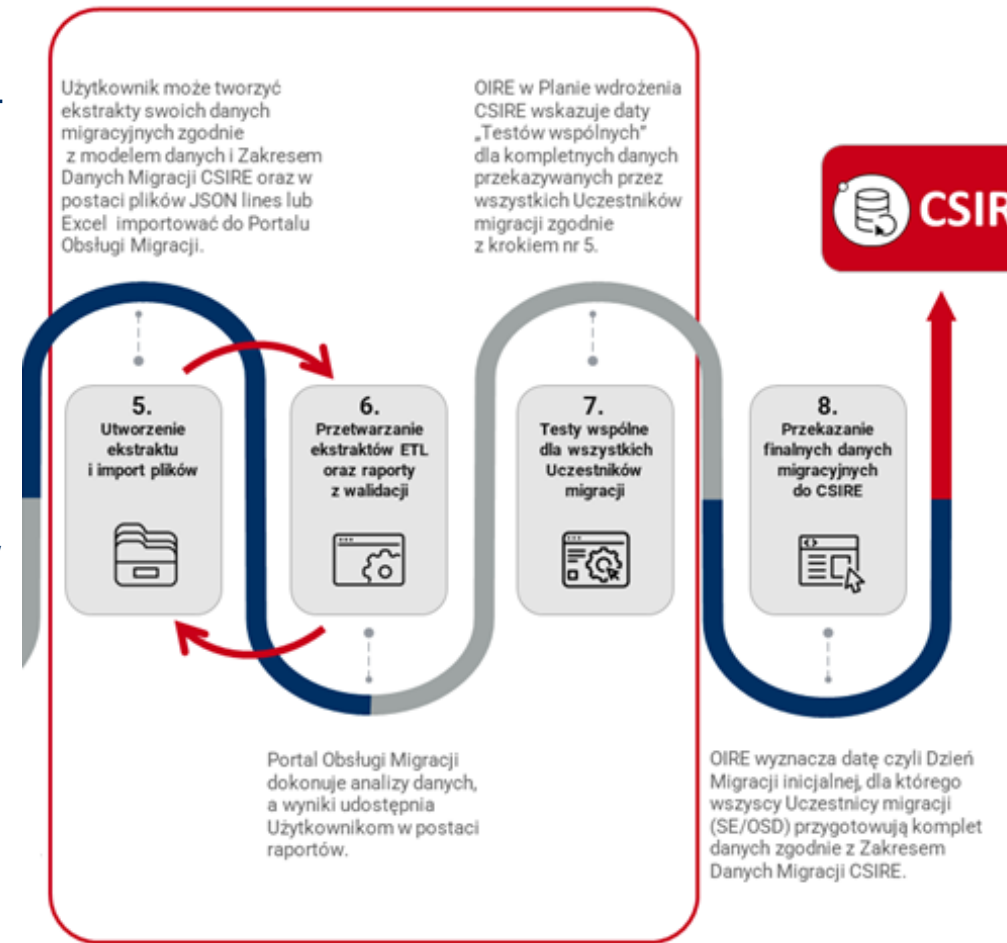 Użytkownik może tworzyć
ekstrakty swoich danych
migracyjnych zgodnie
z modelem danych i Zakresem
Danych Migracji CSIRE oraz w
postaci plików JSON lines lub
Excel importować do Portalu
Obsługi Migracji.
OIRE w Planie wdrożenia
CSIRE wskazuje daty
„Testów wspólnych”
dla kompletnych danych
przekazywanych przez
wszystkich Uczestników
migracji zgodnie
z krokiem nr 5.
CSIR
5.
Utworzenie
ekstraktu
i import plików
6.
Przetwarzanie
ekstraktów ETL
oraz raporty
z walidacji
7.
Testy wspólne
dla wszystkich
Uczestników
migracji
8.
Przekazanie
finalnych danych
migracyjnych
do CSIRE
Portal Obsługi Migracji
dokonuje analizy danych,
a wyniki udostępnia
Użytkownikom w postaci
raportów.
OIRE wyznacza datę czyli Dzień
Migracji inicjalnej, dla którego
wszyscy Uczestnicy migracji
(SE/OSD) przygotowują komplet
danych zgodnie z Zakresem
Danych Migracji CSIRE.